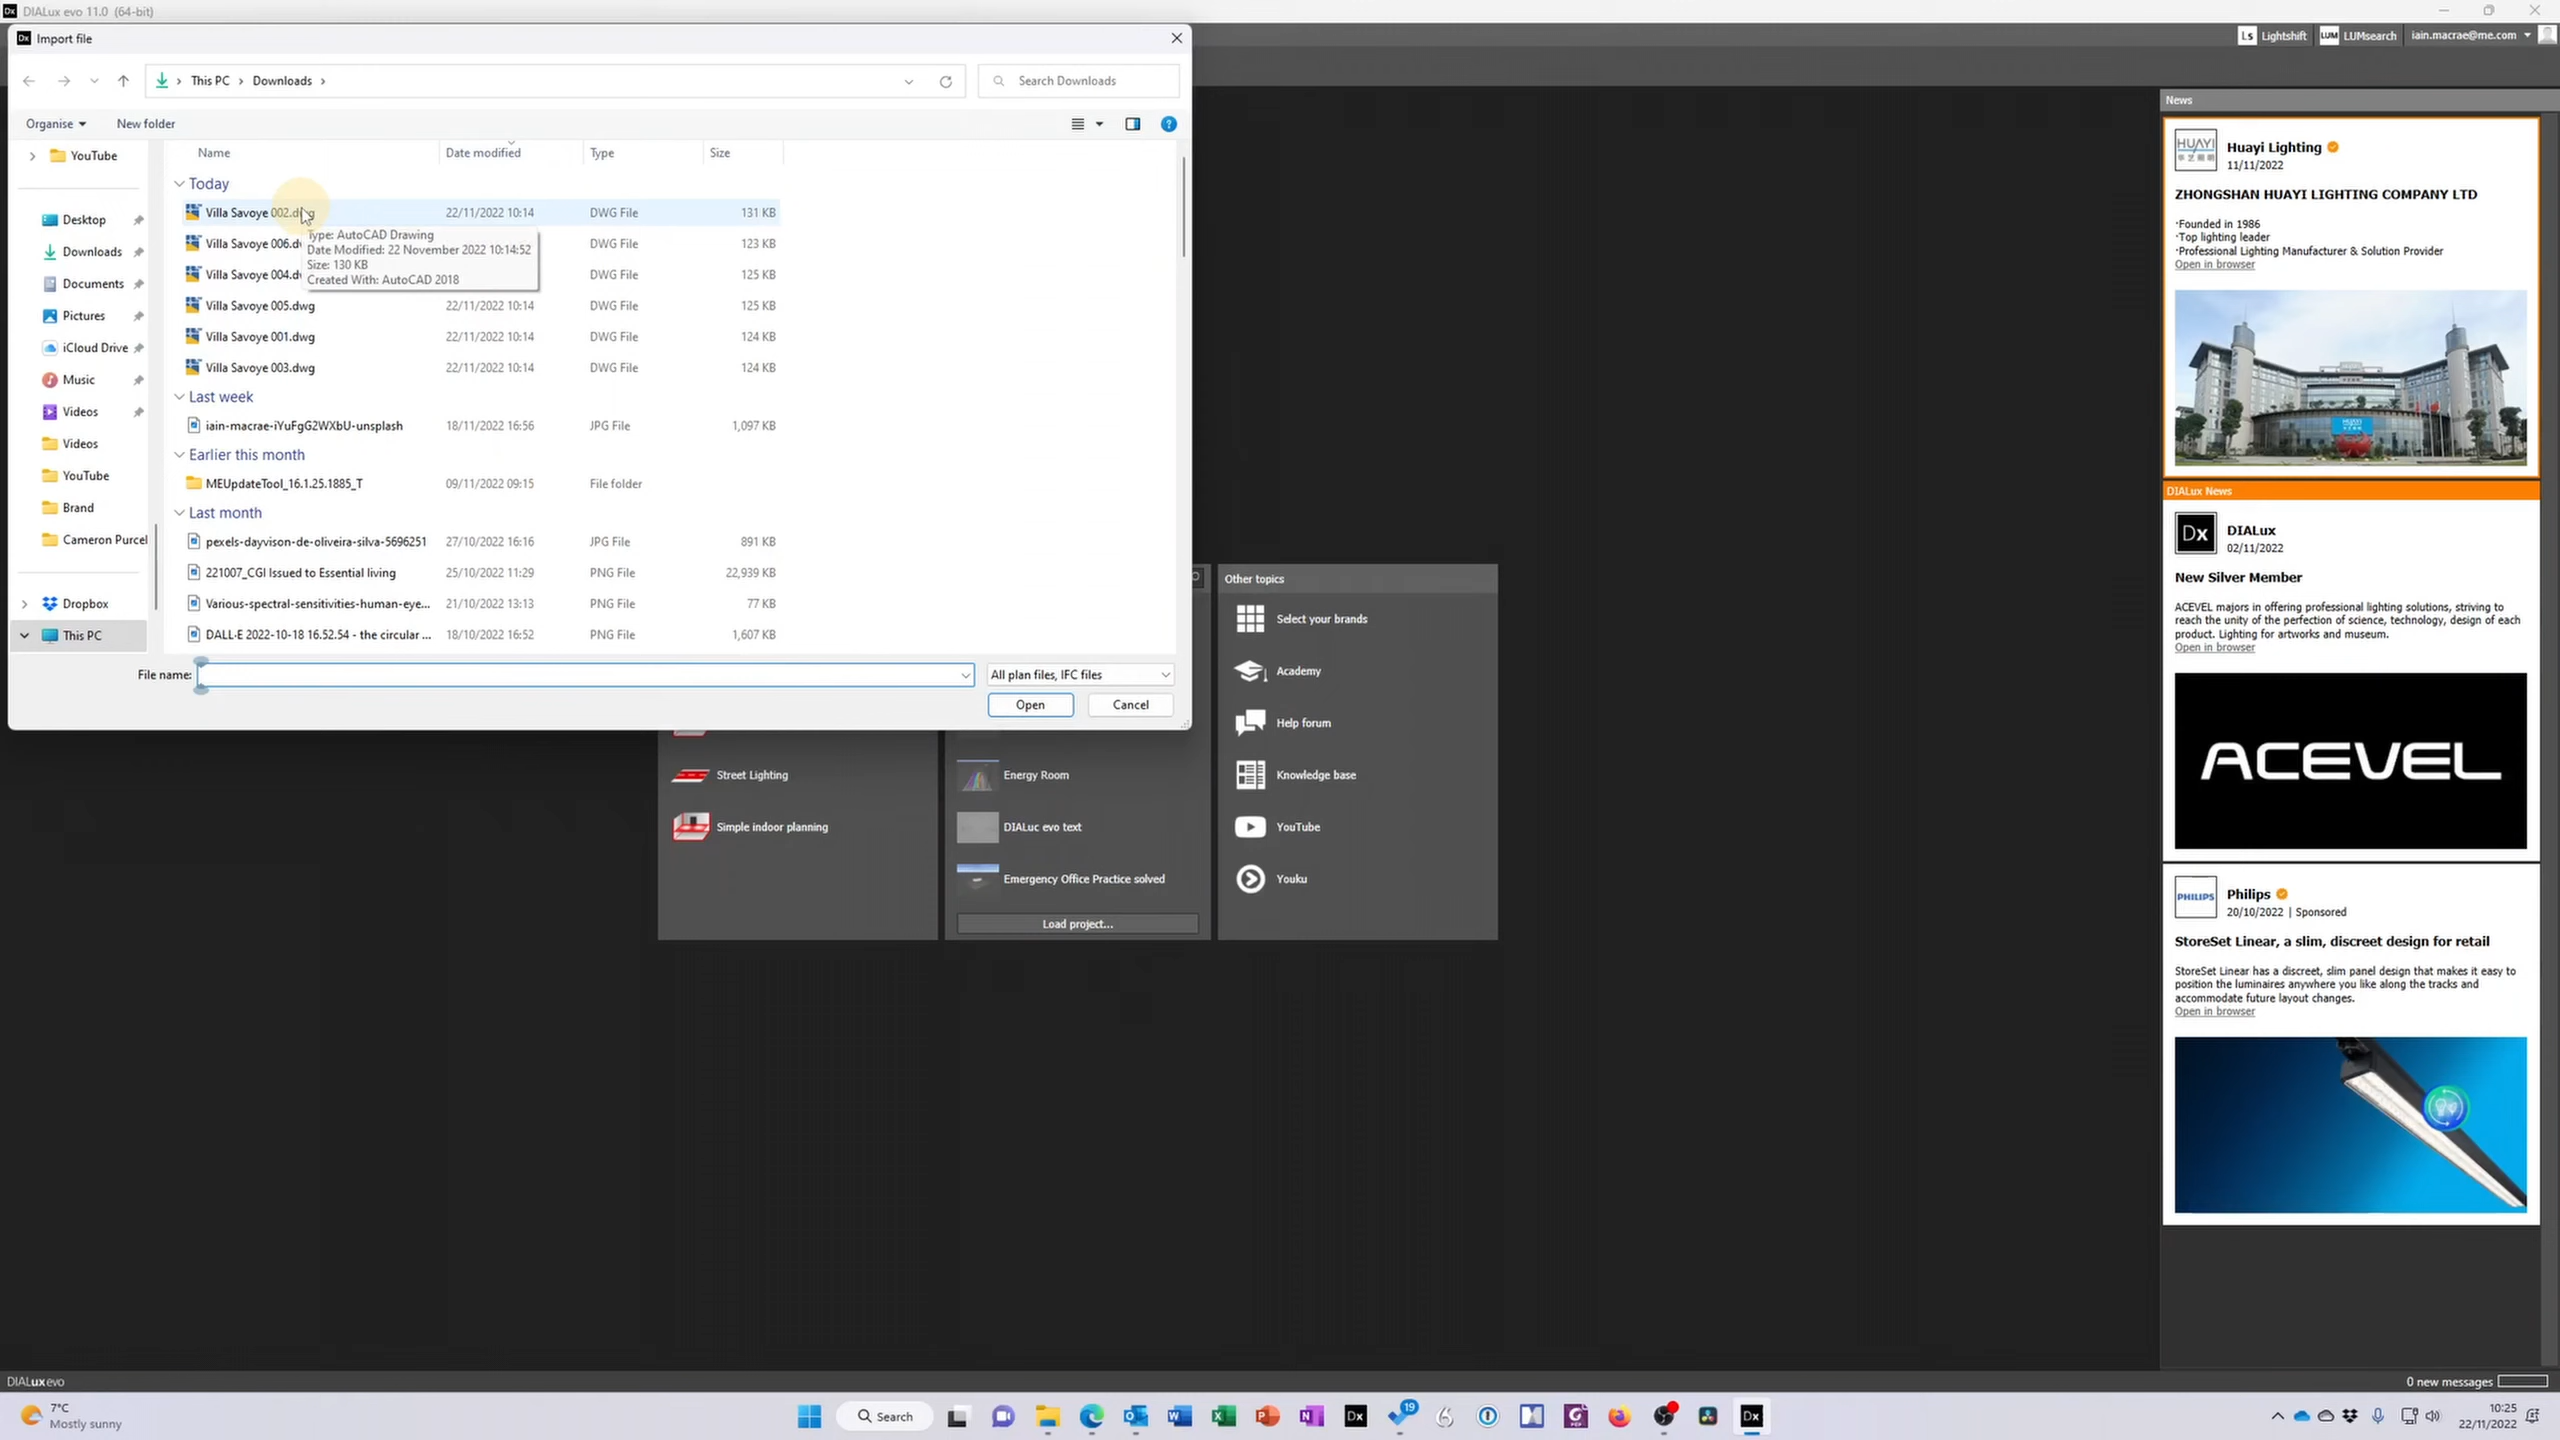 DIALux evo 11.0 (64-bit)
Import file
Lightshift
LUMsearch
iain.macrae@me.com
This PC > Downloads >
Search Downloads
Organise
New folder
News
Name
Date modified
Type
Size
YouTube
Today
Desktop
Downloads
Documents
Pictures
iCloud Drive
Music
Videos
Videos
YouTube
Brand
Cameron Purcel
Dropbox
This PC
Villa Savoye 002.dwg 22/11/2022 10:14 DWG File 131 KB
Villa Savoye 006.dw DWG File 123 KB
Villa Savoye 004.dw DWG File 125 KB
Type: AutoCAD Drawing
Date Modified: 22 November 2022 10:14:52
Size: 130 KB
Created With: AutoCAD 2018
Villa Savoye 005.dwg 22/11/2022 10:14 DWG File 125 KB
Villa Savoye 001.dwg 22/11/2022 10:14 DWG File 124 KB
Villa Savoye 003.dwg 22/11/2022 10:14 DWG File 124 KB
Last week
iain-macrae-iYuFgG2WXbU-unsplash 18/11/2022 16:56 JPG File 1,097 KB
Earlier this month
MEUpdateTool_16.1.25.1885_T 09/11/2022 09:15 File folder
Last month
pexels-dayvison-de-oliveira-silva-5696251 27/10/2022 16:16 JPG File 891 KB
221007_CGI Issued to Essential living 25/10/2022 11:29 PNG File 22,939 KB
Various-spectral-sensitivities-human-eye... 21/10/2022 13:13 PNG File 77 KB
DALL·E 2022-10-18 16.52.54 - the circular ... 18/10/2022 16:52 PNG File 1,607 KB
File name:
All plan files, IFC files
Open
Cancel
Street Lighting
Simple indoor planning
Energy Room
DIALuc evo text
Emergency Office Practice solved
Load project...
Other topics
Select your brands
Academy
Help forum
Knowledge base
YouTube
Youku
HUAYI
华艺照明
Huayi Lighting
11/11/2022
ZHONGSHAN HUAYI LIGHTING COMPANY LTD
·Founded in 1986
·Top lighting leader
·Professional Lighting Manufacturer & Solution Provider
Open in browser
DIALux News
Dx
DIALux
02/11/2022
New Silver Member
ACEVEL majors in offering professional lighting solutions, striving to
reach the unity of the perfection of science, technology, design of each
product. Lighting for artworks and museum.
Open in browser
ACEVEL
PHILIPS
Philips
20/10/2022 | Sponsored
StoreSet Linear, a slim, discreet design for retail
StoreSet Linear has a discreet, slim panel design that makes it easy to
position the luminaires anywhere you like along the tracks and
accommodate future layout changes.
Open in browser
DIALux evo
0 new messages
7°C
Mostly sunny
Search
19
10:25
22/11/2022